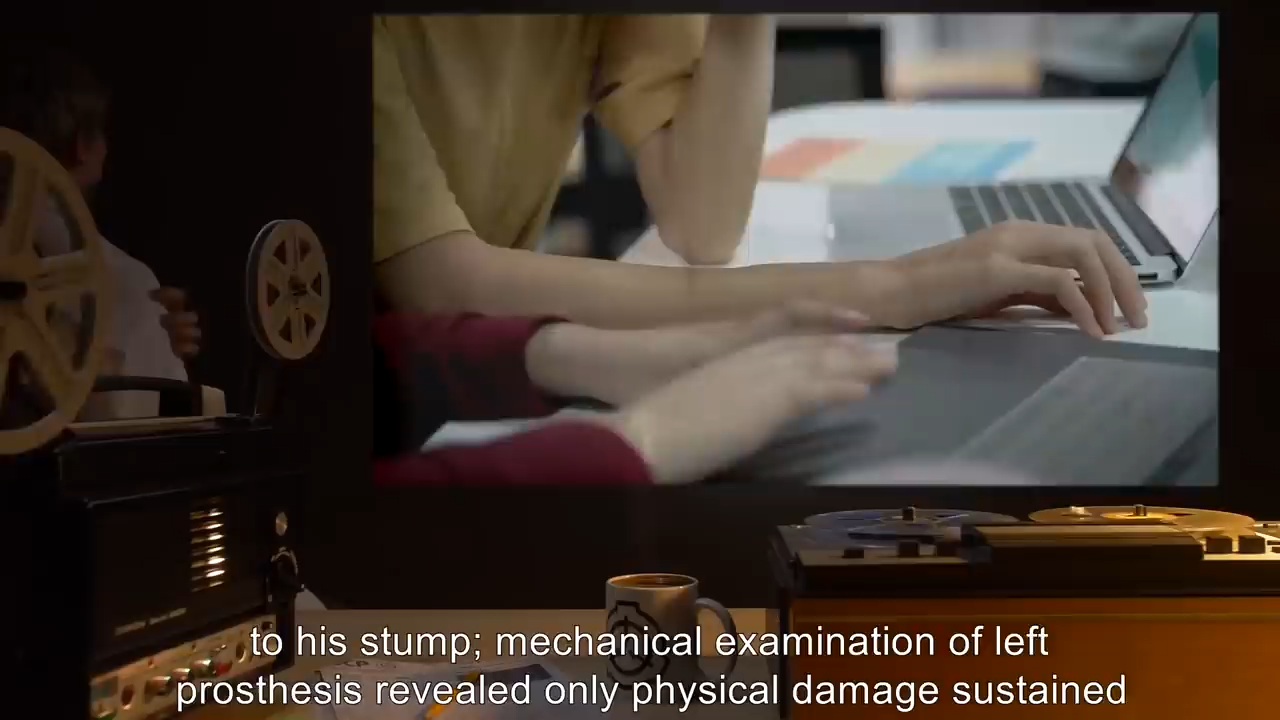 to his stump; mechanical examination of left
prosthesis revealed only physical damage sustained